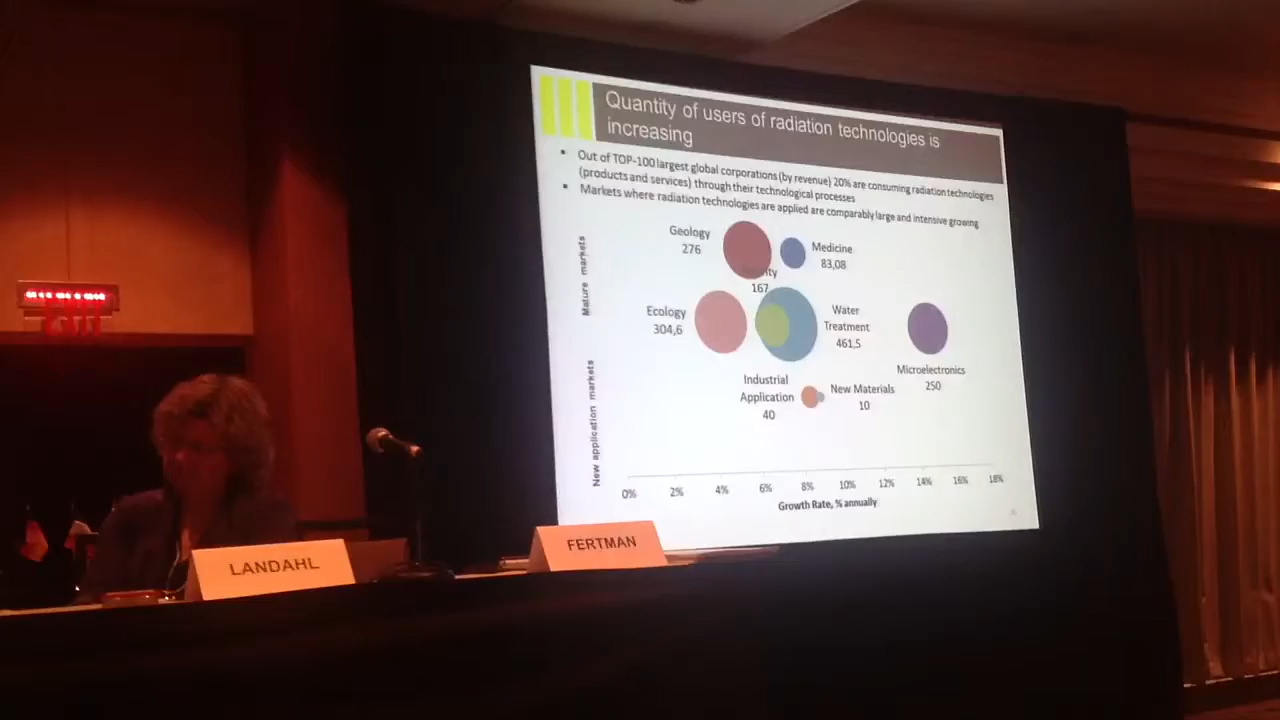 Quantity of users of radiation technologies is
increasing
• Out of TOP-100 largest global corporations (by revenue) 20% are consuming radiation technologies
(products and services) through their technological processes
• Markets where radiation technologies are applied are comparably large and intensive growing
Mature markets
New application markets
Geology
276
Medicine
83,08
167
Ecology
304,6
Water
Treatment
461,5
Microelectronics
250
Industrial
Application
40
New Materials
10
0% 2% 4% 6% 8% 10% 12% 14% 16% 18%
Growth Rate, % annually
EXIT
LANDAHL
FERTMAN